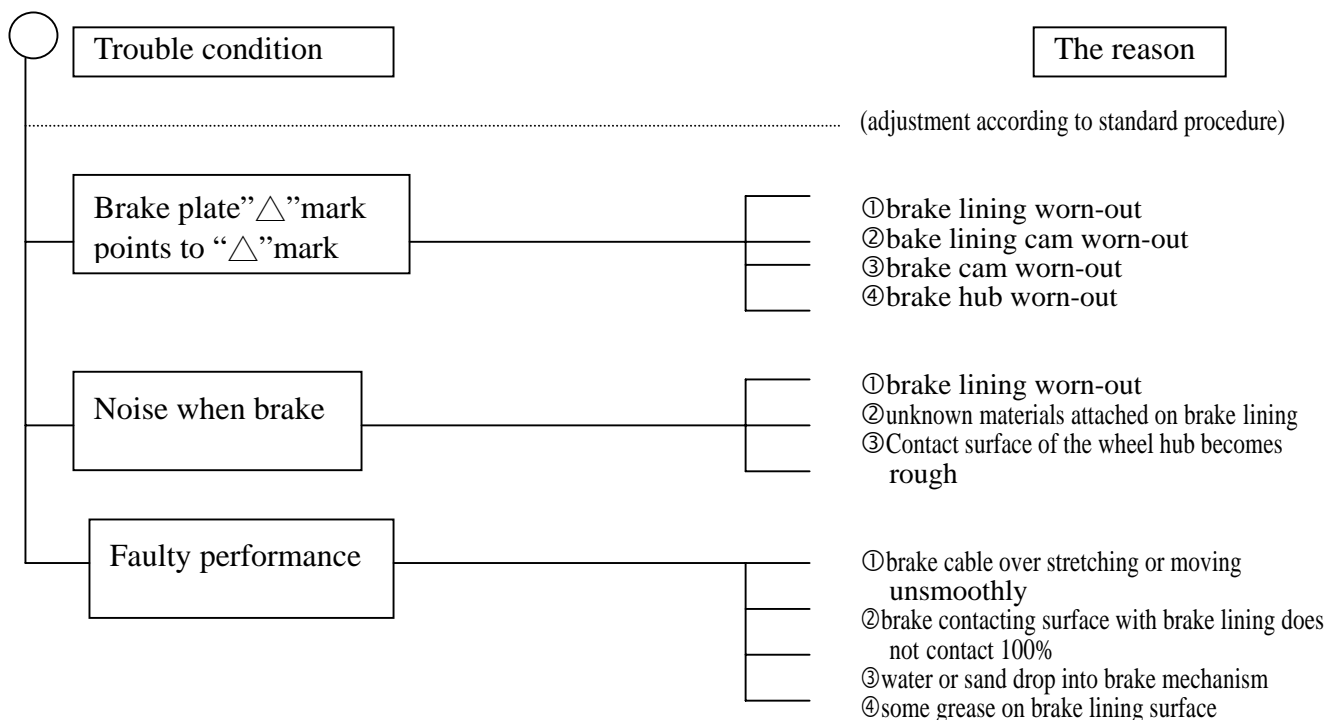 Trouble condition
The reason
(adjustment according to standard procedure)
Brake plate”△”mark
points to “△”mark
①brake lining worn-out
②bake lining cam worn-out
③brake cam worn-out
④brake hub worn-out
Noise when brake
①brake lining worn-out
②unknown materials attached on brake lining
③Contact surface of the wheel hub becomes
rough
Faulty performance
①brake cable over stretching or moving
unsmoothly
②brake contacting surface with brake lining does
not contact 100%
③water or sand drop into brake mechanism
④some grease on brake lining surface